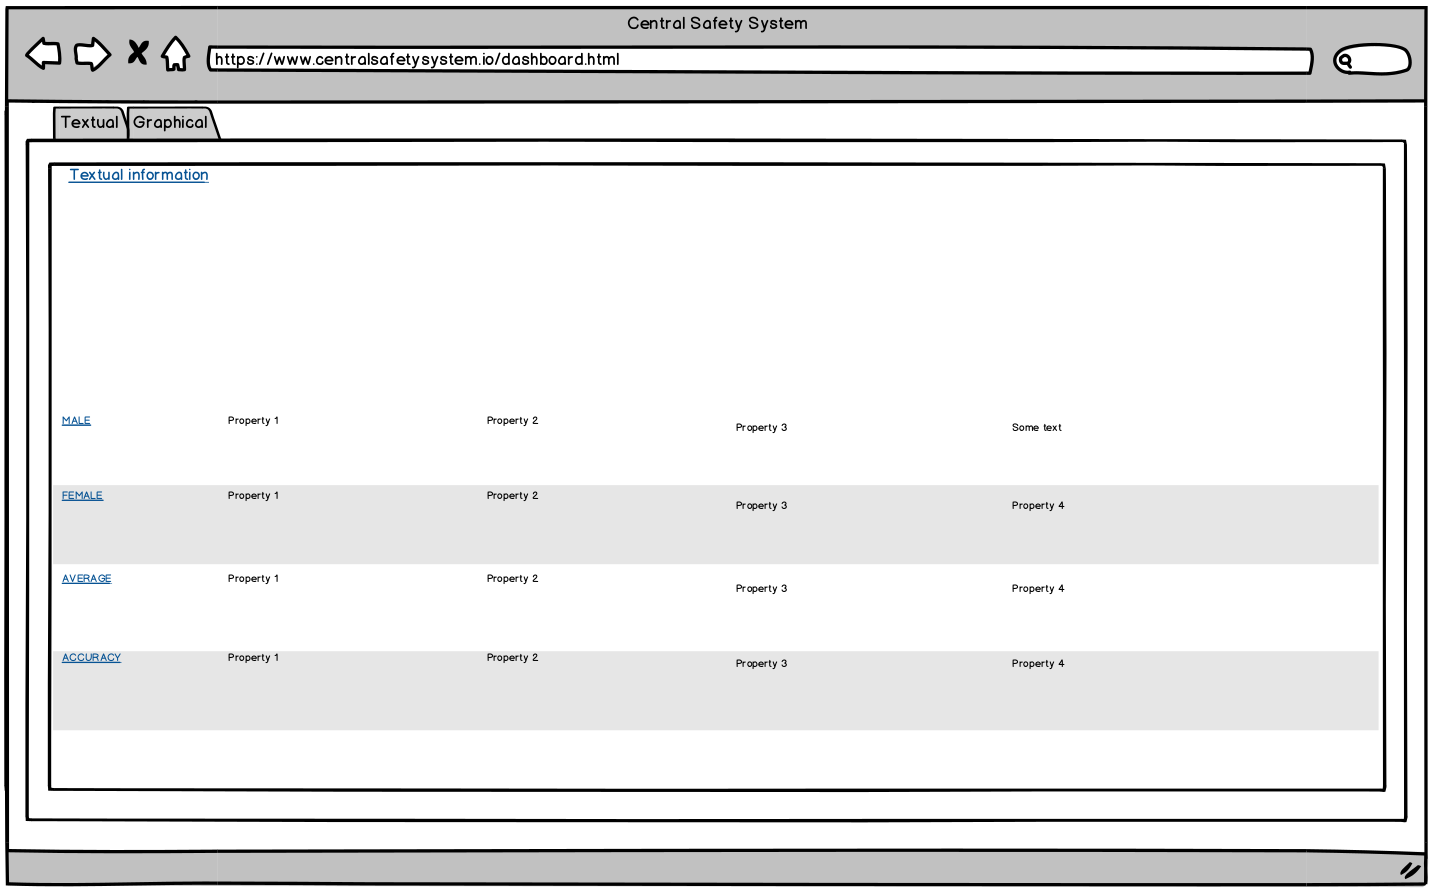 Central Safety System
https://www.centralsafetysystem.io/dashboard.html
Textual Graphical
Textual information
MALE Property 1 Property 2 Property 3 Some text
FEMALE Property 1 Property 2 Property 3 Property 4
AVERAGE Property 1 Property 2 Property 3 Property 4
ACCURACY Property 1 Property 2 Property 3 Property 4